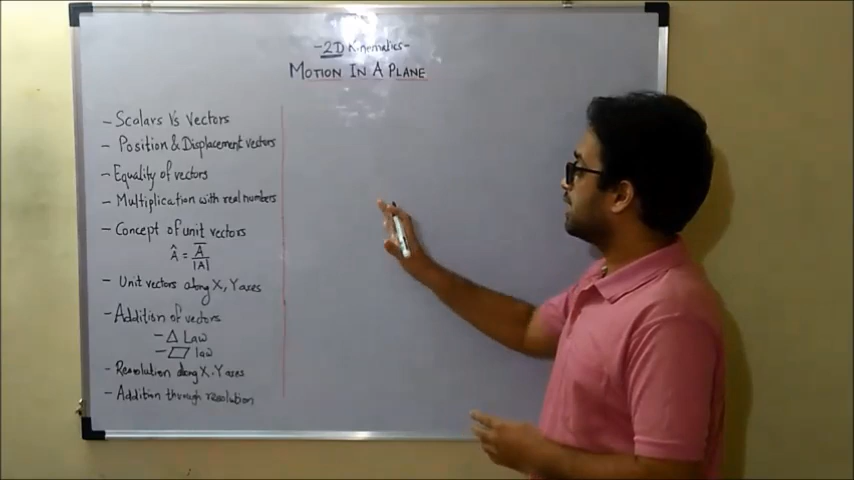 -2D Kinematics-
MOTION IN A PLANE
- Scalars V's Vectors
- Position & Displacement vectors
- Equality of vectors
- Multiplication with real numbers
- Concept of unit vectors
Â = A̅ / |A̅|
- Unit vectors along X, Y axes
- Addition of vectors
- △ Law
- ▱ law
- Resolution along X-Y axes
- Addition through resolution